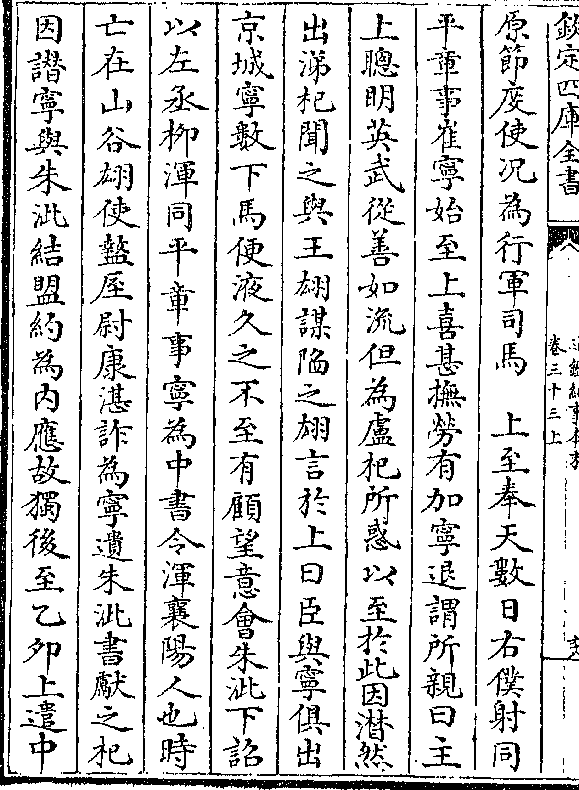 欽定四庫全書
卷三十三上
原節度使況為行軍司馬　上至奉天數日右僕射同
平章事崔寧始至上喜甚撫勞有加寧退謂所親曰主
上聰明英武從善如流但為盧杞所惑以至於此因潸然
出涕杞聞之與王翃謀陥之翃言於上曰臣與寧俱出
京城寧數下馬便液久之不至有顧望意會朱泚下詔
以左丞柳渾同平章事寧為中書令渾襄陽人也時
亡在山谷翃使盩厔尉康湛詐為寧遺朱泚書獻之杞
因譖寧與朱泚結盟約為内應故獨後至乙卯上遣中